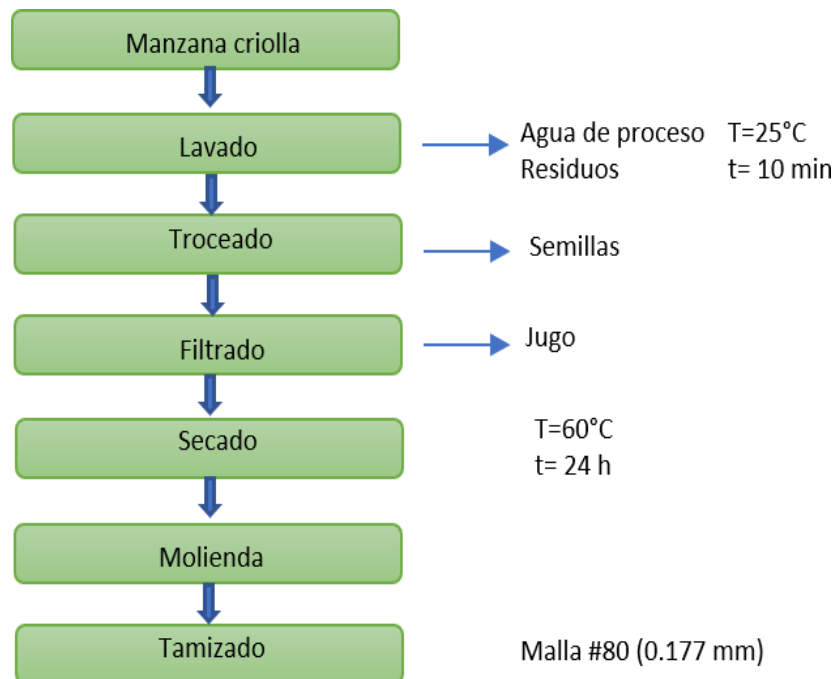 Manzana criolla
Lavado
Agua de proceso T=25°C
Residuos t= 10 min
Troceado
Semillas
Filtrado
Jugo
Secado
T=60°C
t= 24 h
Molienda
Tamizado
Malla #80 (0.177 mm)